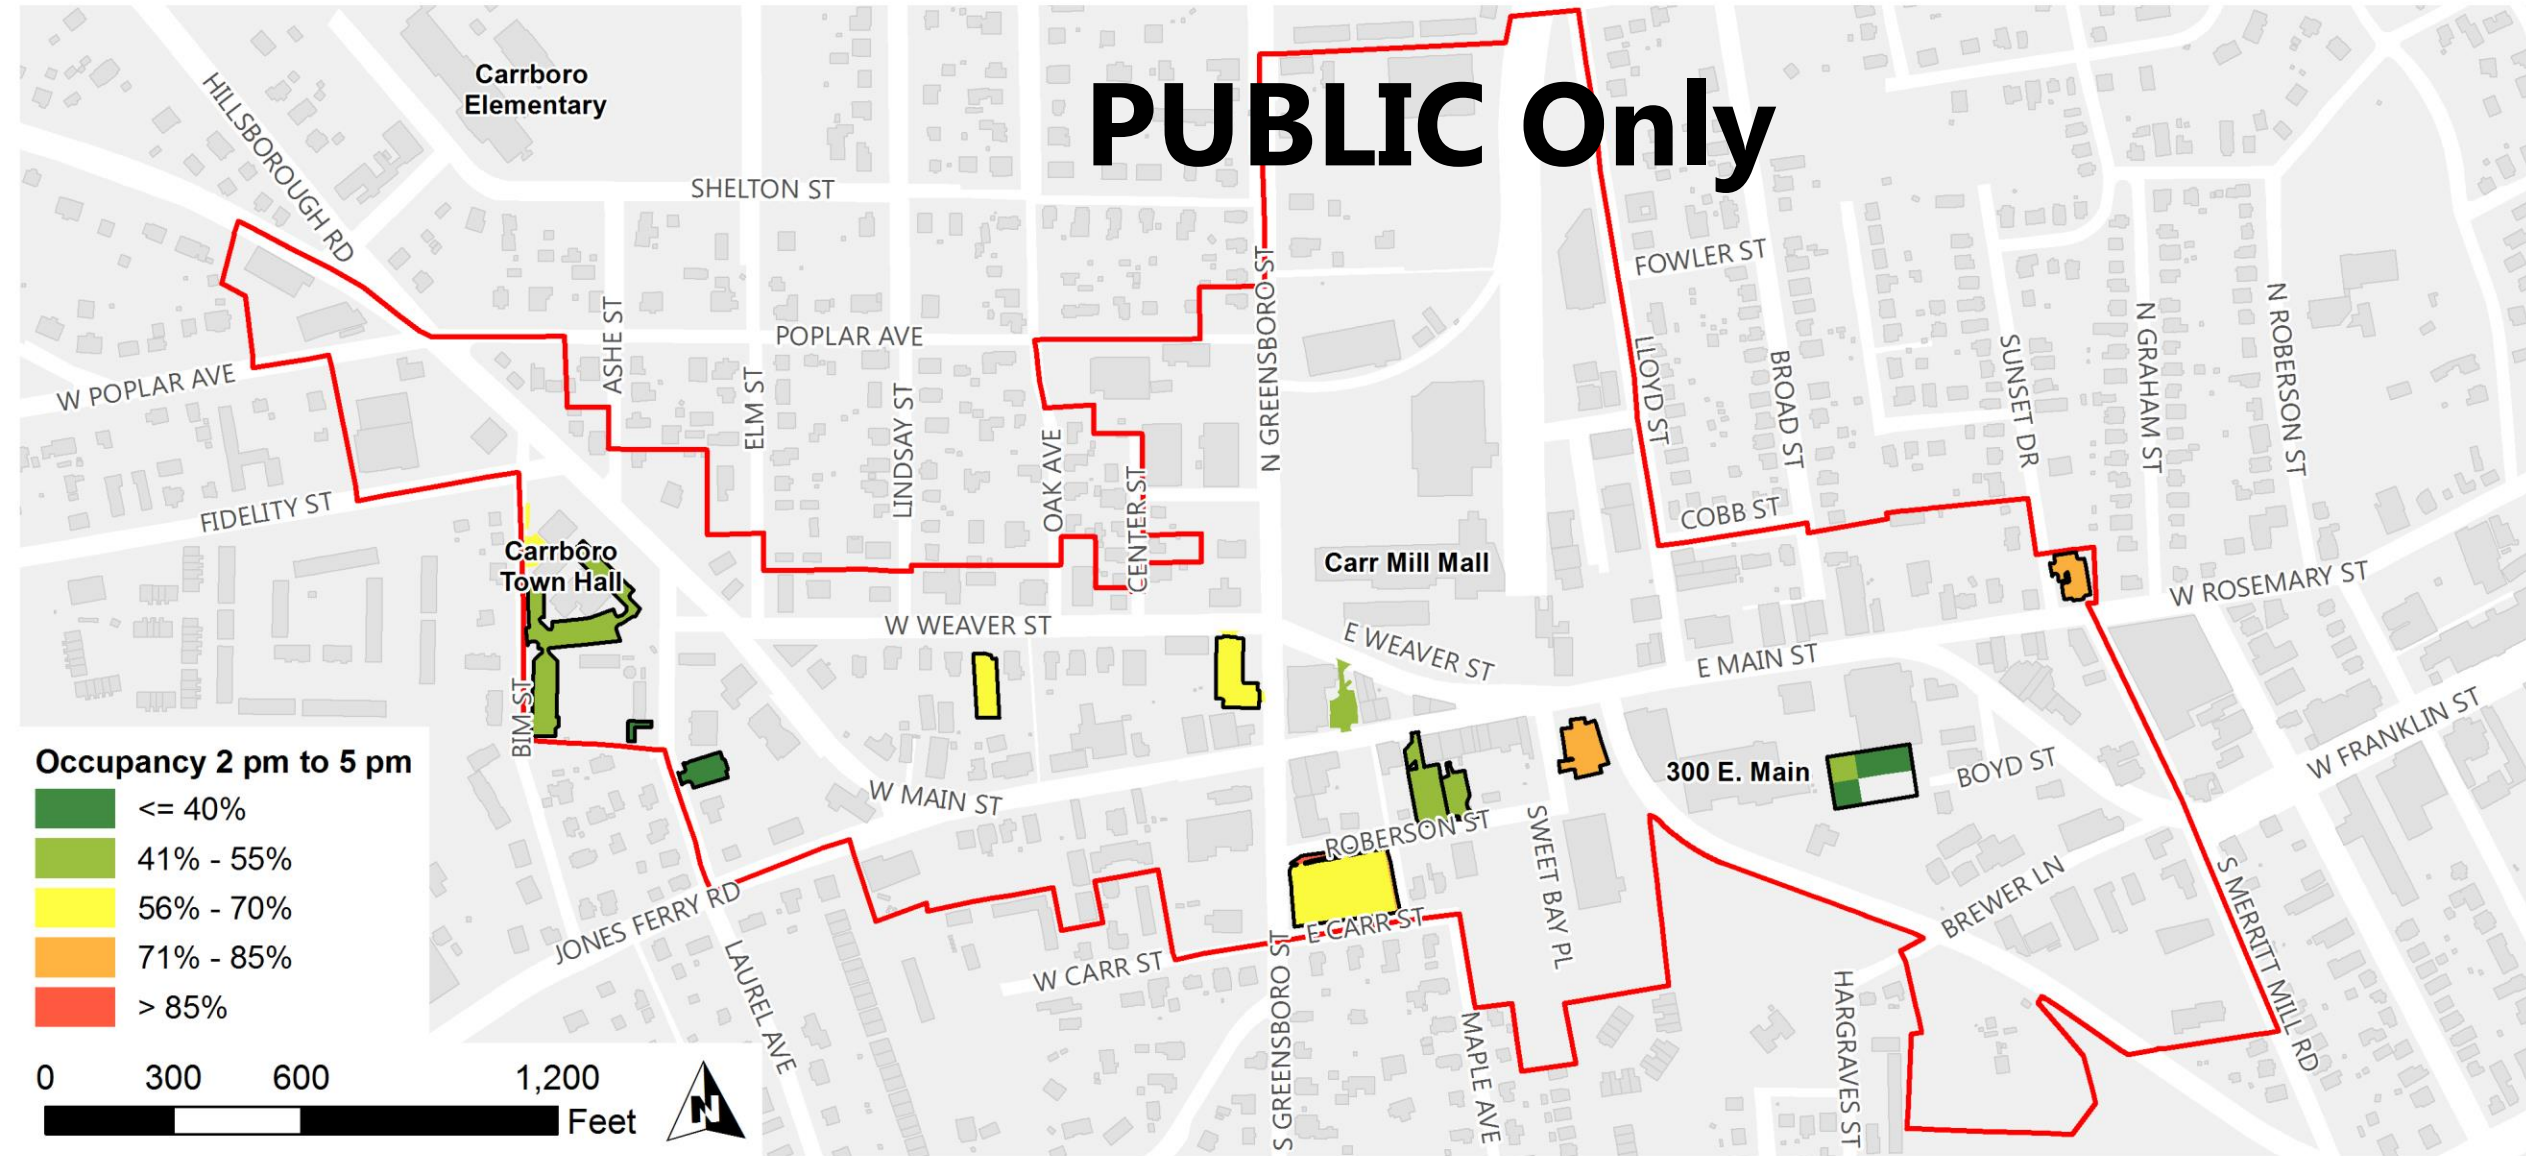 PUBLIC Only
Carrboro
Elementary
HILLSBOROUGH RD
SHELTON ST
FOWLER ST
N GREENSBORO ST
POPLAR AVE
ASHE ST
W POPLAR AVE
ELM ST
LINDSAY ST
OAK AVE
CENTER ST
LLOYD ST
BROAD ST
SUNSET DR
N GRAHAM ST
N ROBERSON ST
FIDELITY ST
COBB ST
Carrboro
Town Hall
Carr Mill Mall
W ROSEMARY ST
W WEAVER ST
E WEAVER ST
E MAIN ST
BIM ST
W FRANKLIN ST
300 E. Main
BOYD ST
W MAIN ST
ROBERSON ST
SWEET BAY PL
JONES FERRY RD
LAUREL AVE
E CARR ST
W CARR ST
BREWER LN
S MERRITT MILL RD
S GREENSBORO ST
MAPLE AVE
HARGRAVES ST
Occupancy 2 pm to 5 pm
<= 40%
41% - 55%
56% - 70%
71% - 85%
> 85%
0 300 600 1,200
Feet
N